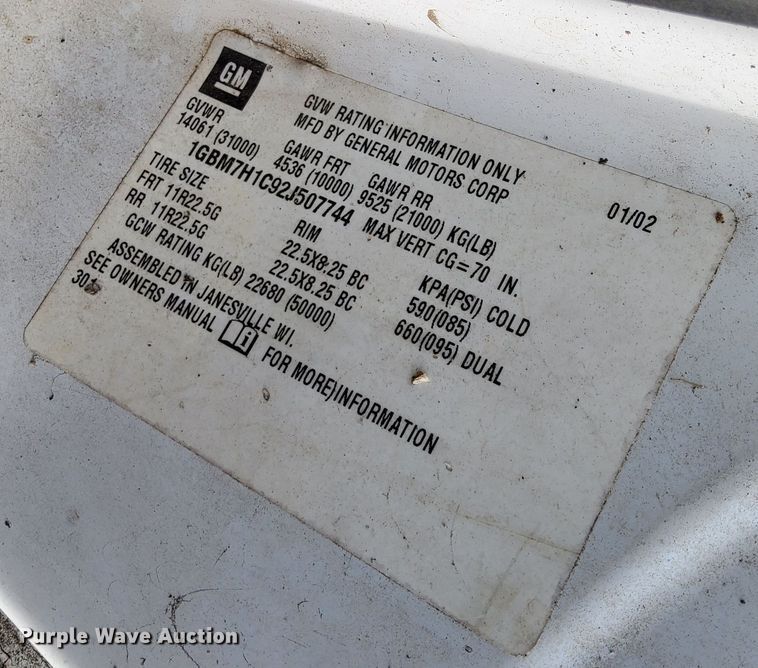 GM
GVW RATING INFORMATION ONLY
MFD BY GENERAL MOTORS CORP 01/02
GVWR GAWR FRT GAWR RR
14061 (31000) 4536 (10000) 9525 (21000) KG(LB)
1GBM7H1C92J507744 MAX VERT CG= 70 IN.
TIRE SIZE RIM KPA(PSI) COLD
FRT 11R22.5G 22.5X8.25 BC 590(085)
RR 11R22.5G 22.5X8.25 BC 660(095) DUAL
GCW RATING KG(LB) 22680 (50000)
ASSEMBLED IN JANESVILLE WI.
SEE OWNERS MANUAL i FOR MORE)INFORMATION
Purple Wave Auction